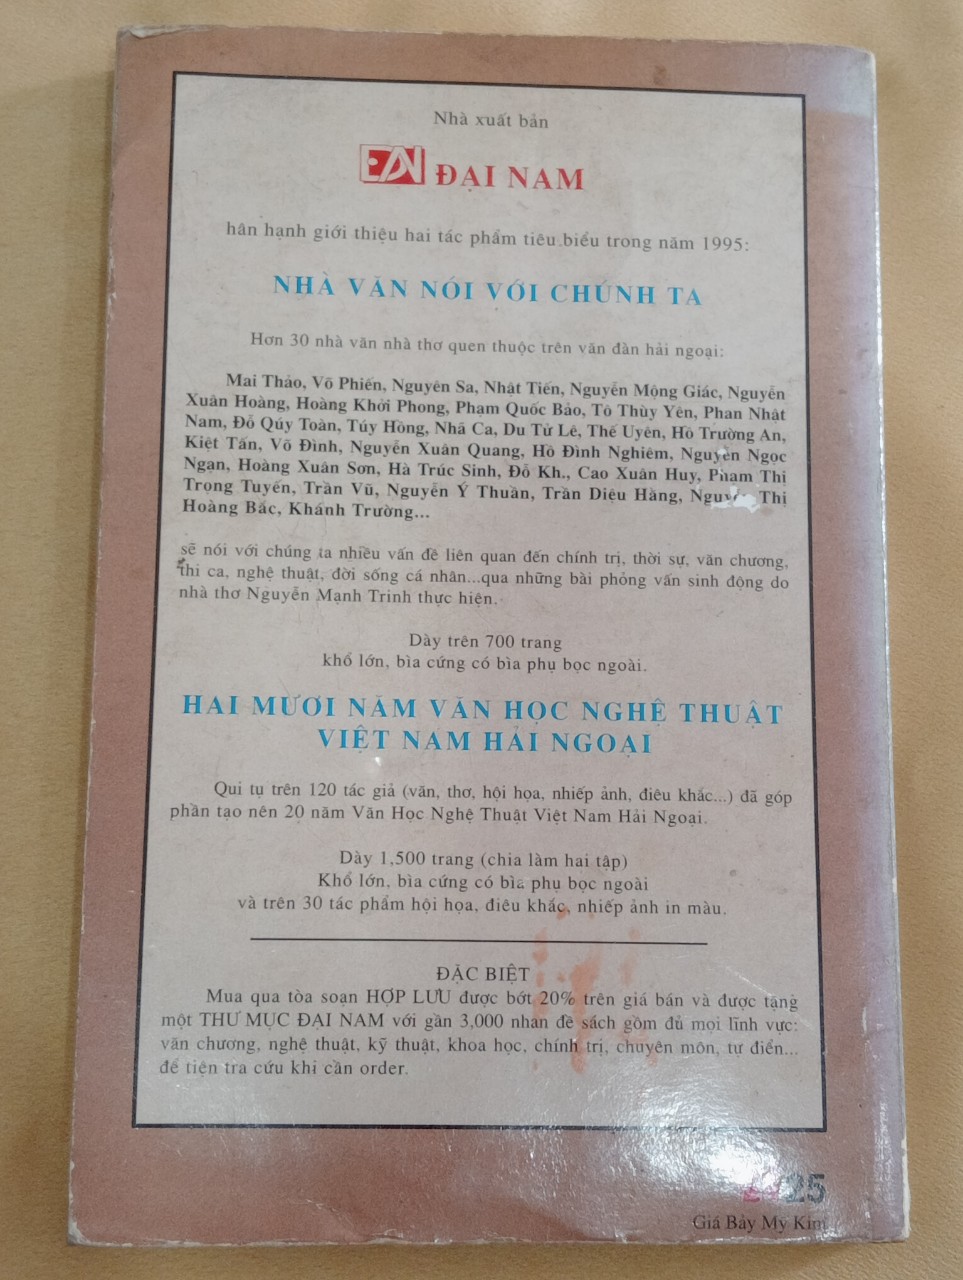 Nhà xuất bản
ĐẠI NAM
hân hạnh giới thiệu hai tác phẩm tiêu biểu trong năm 1995:
NHÀ VĂN NÓI VỚI CHÚNH TA
Hơn 30 nhà văn nhà thơ quen thuộc trên văn đàn hải ngoại:
Mai Thảo, Võ Phiến, Nguyên Sa, Nhật Tiến, Nguyễn Mộng Giác, Nguyễn
Xuân Hoàng, Hoàng Khởi Phong, Phạm Quốc Bảo, Tô Thùy Yên, Phan Nhật
Nam, Đỗ Qúy Toàn, Túy Hồng, Nhã Ca, Du Tử Lê, Thế Uyên, Hồ Trường An,
Kiệt Tấn, Võ Đình, Nguyễn Xuân Quang, Hồ Đình Nghiêm, Nguyễn Ngọc
Ngạn, Hoàng Xuân Sơn, Hà Trúc Sinh, Đỗ Kh., Cao Xuân Huy, Phạm Thị
Trọng Tuyến, Trần Vũ, Nguyễn Ý Thuần, Trần Diệu Hằng, Thị
Hoàng Bắc, Khánh Trường...
sẽ nói với chúng ta nhiều vấn đề liên quan đến chính trị, thời sự, văn chương,
thi ca, nghệ thuật, đời sống cá nhân...qua những bài phỏng vấn sinh động do
nhà thơ Nguyễn Mạnh Trinh thực hiện.
Dày trên 700 trang
khổ lớn, bìa cứng có bìa phụ bọc ngoài.
HAI MƯƠI NĂM VĂN HỌC NGHỆ THUẬT
VIỆT NAM HẢI NGOẠI
Qui tụ trên 120 tác giả (văn, thơ, hội họa, nhiếp ảnh, điêu khắc...) đã góp
phần tạo nên 20 năm Văn Học Nghệ Thuật Việt Nam Hải Ngoại.
Dày 1,500 trang (chia làm hai tập)
Khổ lớn, bìa cứng có bìa phụ bọc ngoài
và trên 30 tác phẩm hội họa, điêu khắc, nhiếp ảnh in màu.
ĐẶC BIỆT
Mua qua tòa soạn HỢP LƯU được bớt 20% trên giá bán và được tặng
một THƯ MỤC ĐẠI NAM với gần 3,000 nhan đề sách gồm đủ mọi lĩnh vực:
văn chương, nghệ thuật, kỹ thuật, khoa học, chính trị, chuyên môn, tự điển...
để tiện tra cứu khi cần order.
25
Giá Bảy Mỹ Kim